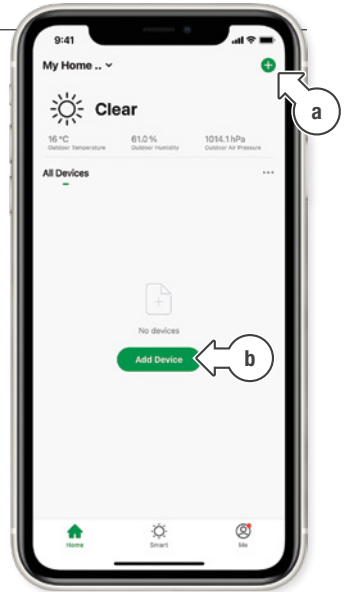 9:41
My Home ..
Clear
16 °C 61.0 % 1014.1 hPa
Outdoor Temperature Outdoor Humidity Outdoor Air Pressure
All Devices
No devices
Add Device
Home Smart Me
a
b